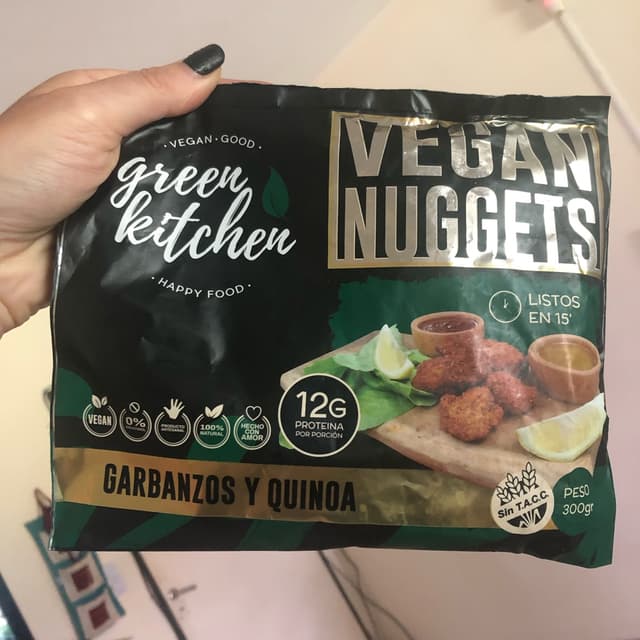 · VEGAN · GOOD ·
green
kitchen
· HAPPY FOOD ·
VEGAN
NUGGETS
LISTOS
EN 15'
12G
PROTEINA
POR PORCIÓN
VEGAN
0%
PRODUCTO
ARTESANAL
100%
NATURAL
HECHO
CON
AMOR
GARBANZOS Y QUINOA
Sin T.A.C.C.
PESO
300gr